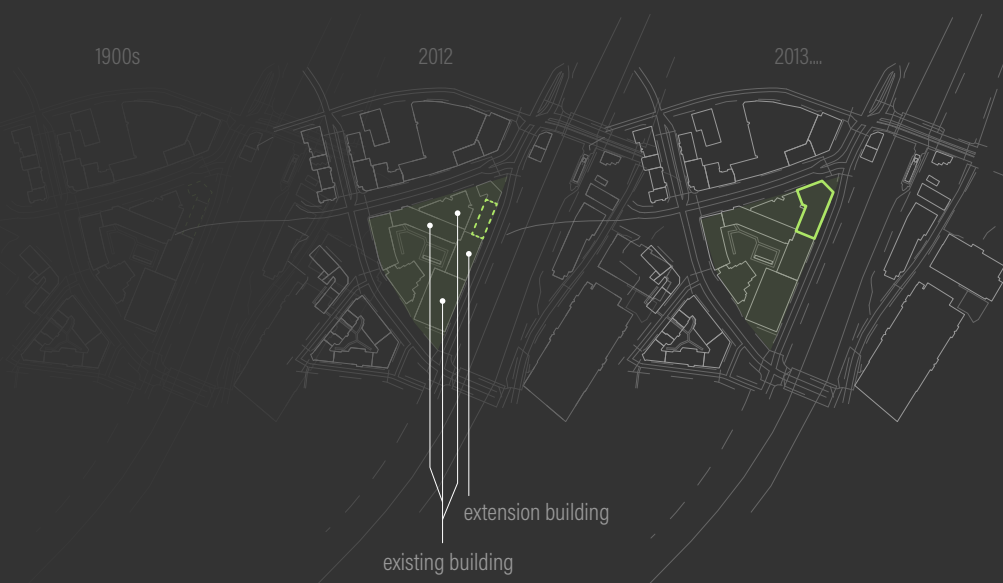 1900s
2012
2013....
extension building
existing building